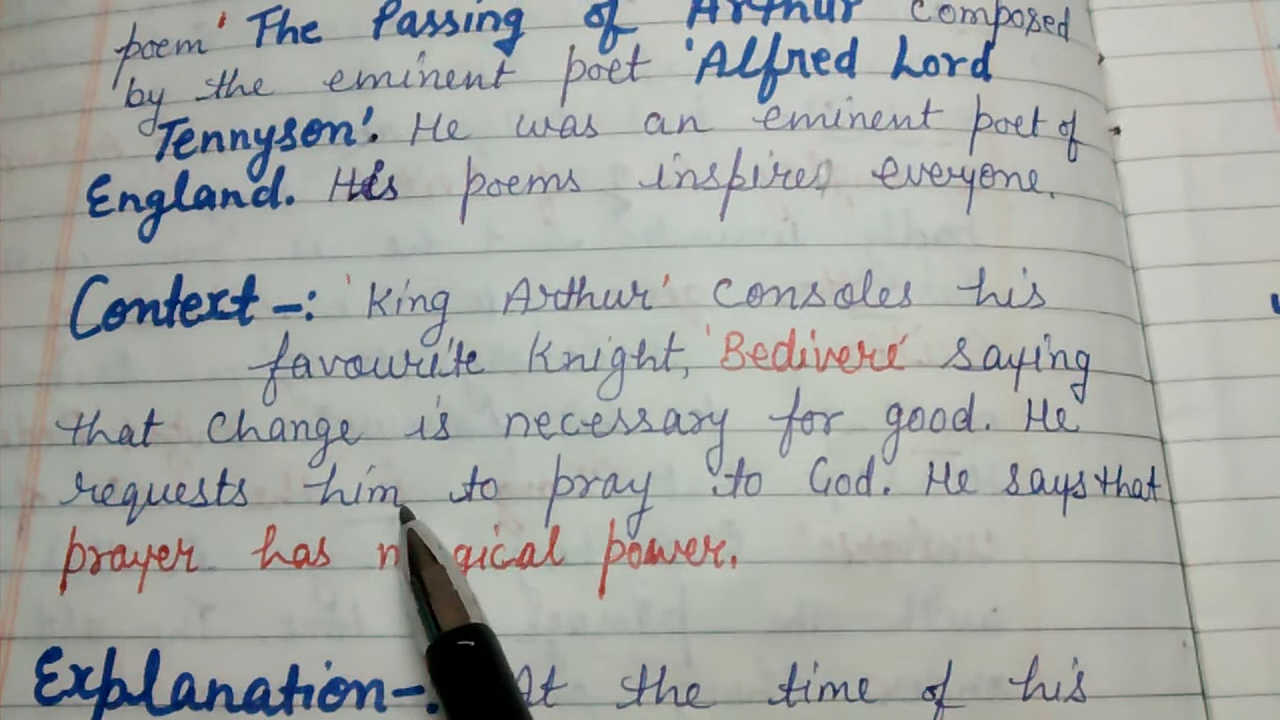 poem 'The Passing of Arthur composed
by the eminent poet 'Alfred Lord
Tennyson'. He was an eminent poet of
England. His poems inspires everyone.
Context-: 'King Arthur' consoles his
favourite Knight, 'Bedivere' saying
that change is necessary for good. He
requests him to pray to God. He says that
prayer has magical power.
Explanation-: At the time of his